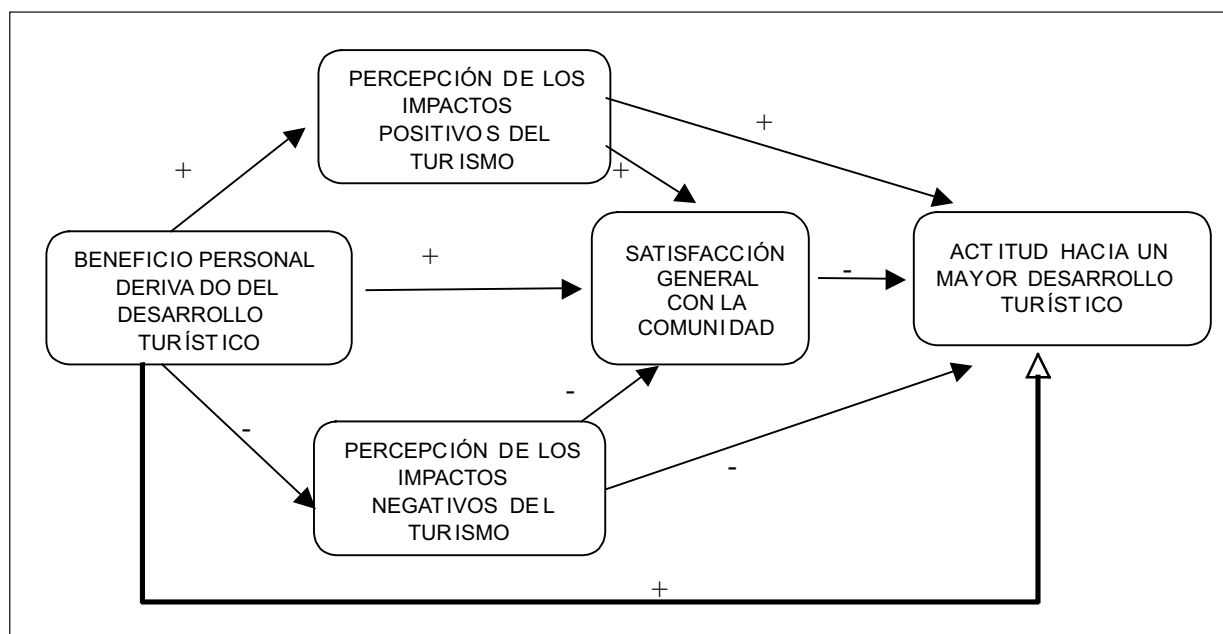 PERCEPCIÓN DE LOS
IMPACTOS
POSITIVOS DEL
TURISMO
+
+
+
BENEFICIO PERSONAL
DERIVADO DEL
DESARROLLO
TURÍSTICO
+
SATISFACCIÓN
GENERAL
CON LA
COMUNIDAD
-
ACTITUD HACIA UN
MAYOR DESARROLLO
TURÍSTICO
-
-
PERCEPCIÓN DE LOS
IMPACTOS
NEGATIVOS DEL
TURISMO
-
+